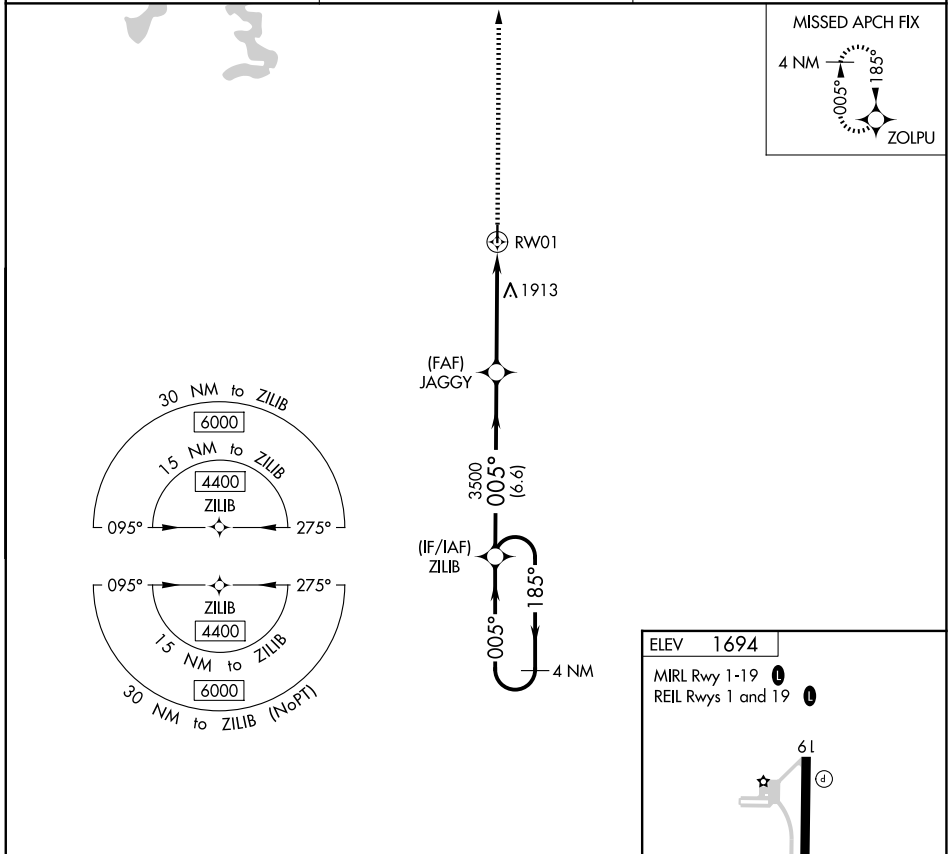 MISSED APCH FIX
4 NM
005°
185°
ZOLPU
RW01
1913
(FAF)
JAGGY
3500
005°
(6.6)
(IF/IAF)
ZILIB
005°
185°
4 NM
30 NM to ZILIB
6000
15 NM to ZILIB
4400
ZILIB
095°
275°
095°
275°
ZILIB
4400
15 NM to ZILIB
6000
30 NM to ZILIB (NoPT)
ELEV 1694
MIRL Rwy 1-19 L
REIL Rwys 1 and 19 L
19
P